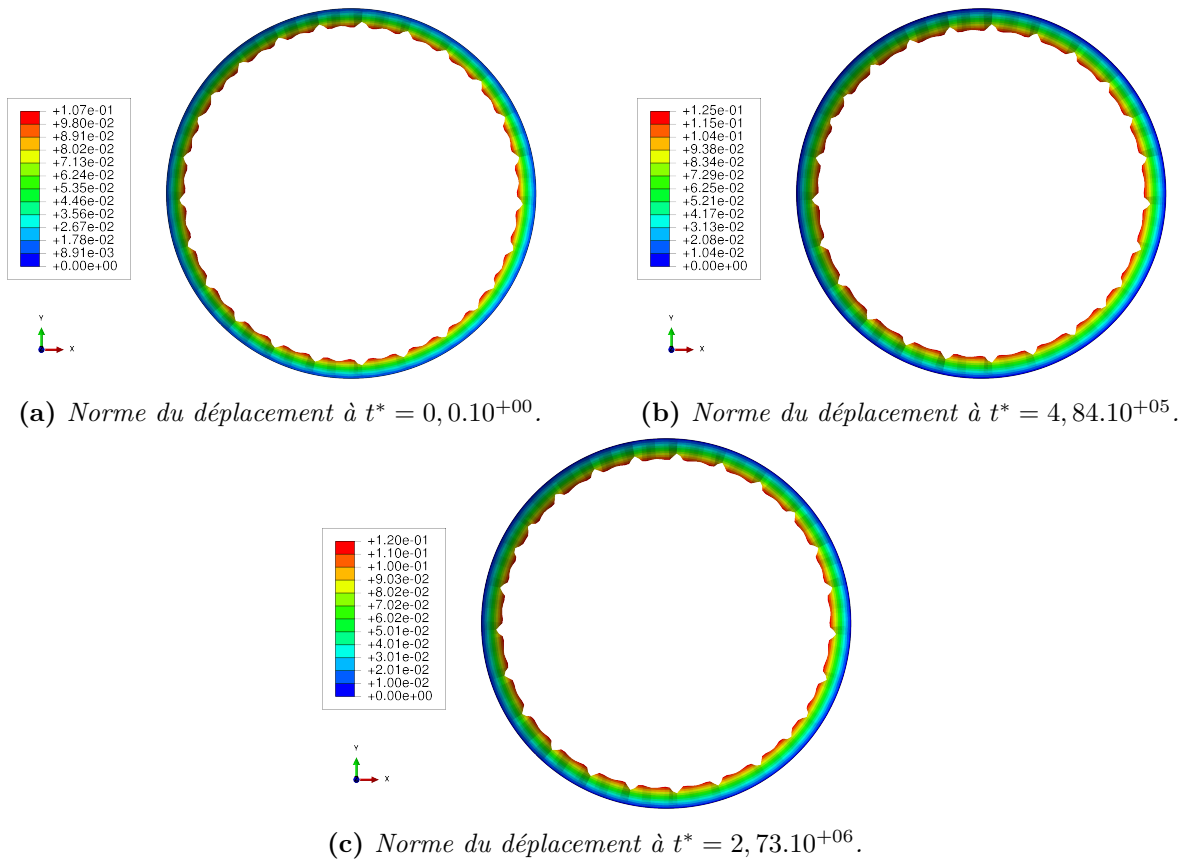 +1.07e-01
+9.80e-02
+8.91e-02
+8.02e-02
+7.13e-02
+6.24e-02
+5.35e-02
+4.46e-02
+3.56e-02
+2.67e-02
+1.78e-02
+8.91e-03
+0.00e+00
Y
X
+1.25e-01
+1.15e-01
+1.04e-01
+9.38e-02
+8.34e-02
+7.29e-02
+6.25e-02
+5.21e-02
+4.17e-02
+3.13e-02
+2.08e-02
+1.04e-02
+0.00e+00
Y
X
(a) Norme du déplacement à t* = 0,0.10^{+00}.
(b) Norme du déplacement à t* = 4,84.10^{+05}.
+1.20e-01
+1.10e-01
+1.00e-01
+9.03e-02
+8.02e-02
+7.02e-02
+6.02e-02
+5.01e-02
+4.01e-02
+3.01e-02
+2.01e-02
+1.00e-02
+0.00e+00
Y
X
(c) Norme du déplacement à t* = 2,73.10^{+06}.